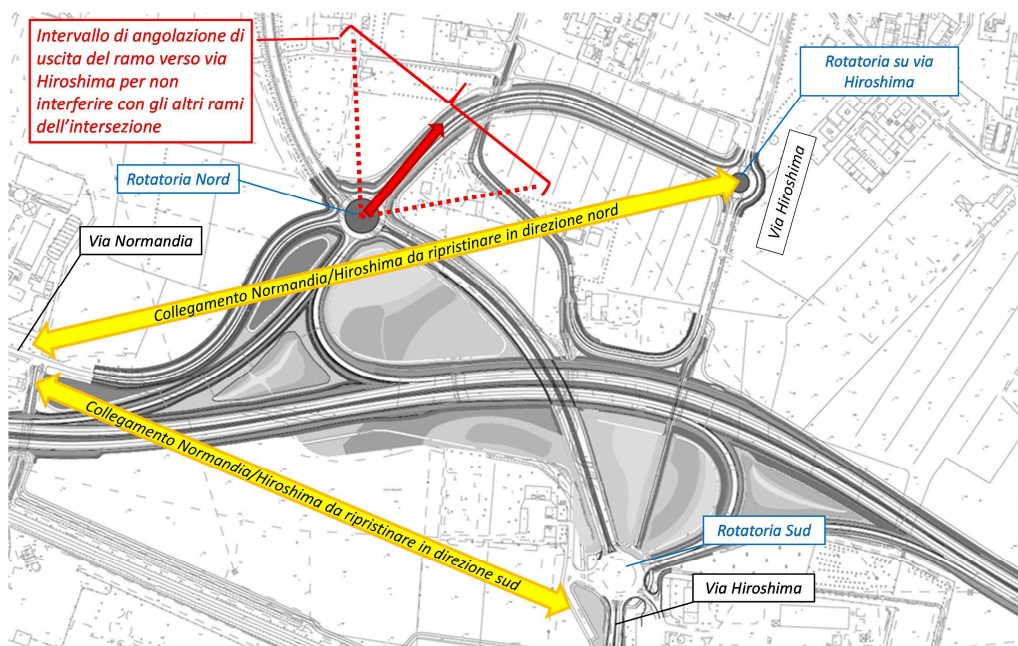 Intervallo di angolazione di
uscita del ramo verso via
Hiroshima per non
interferire con gli altri rami
dell'intersezione
Rotatoria su via
Hiroshima
Rotatoria Nord
Via Hiroshima
Via Normandia
Collegamento Normandia/Hiroshima da ripristinare in direzione nord
Collegamento Normandia/Hiroshima da ripristinare in direzione sud
Rotatoria Sud
Via Hiroshima